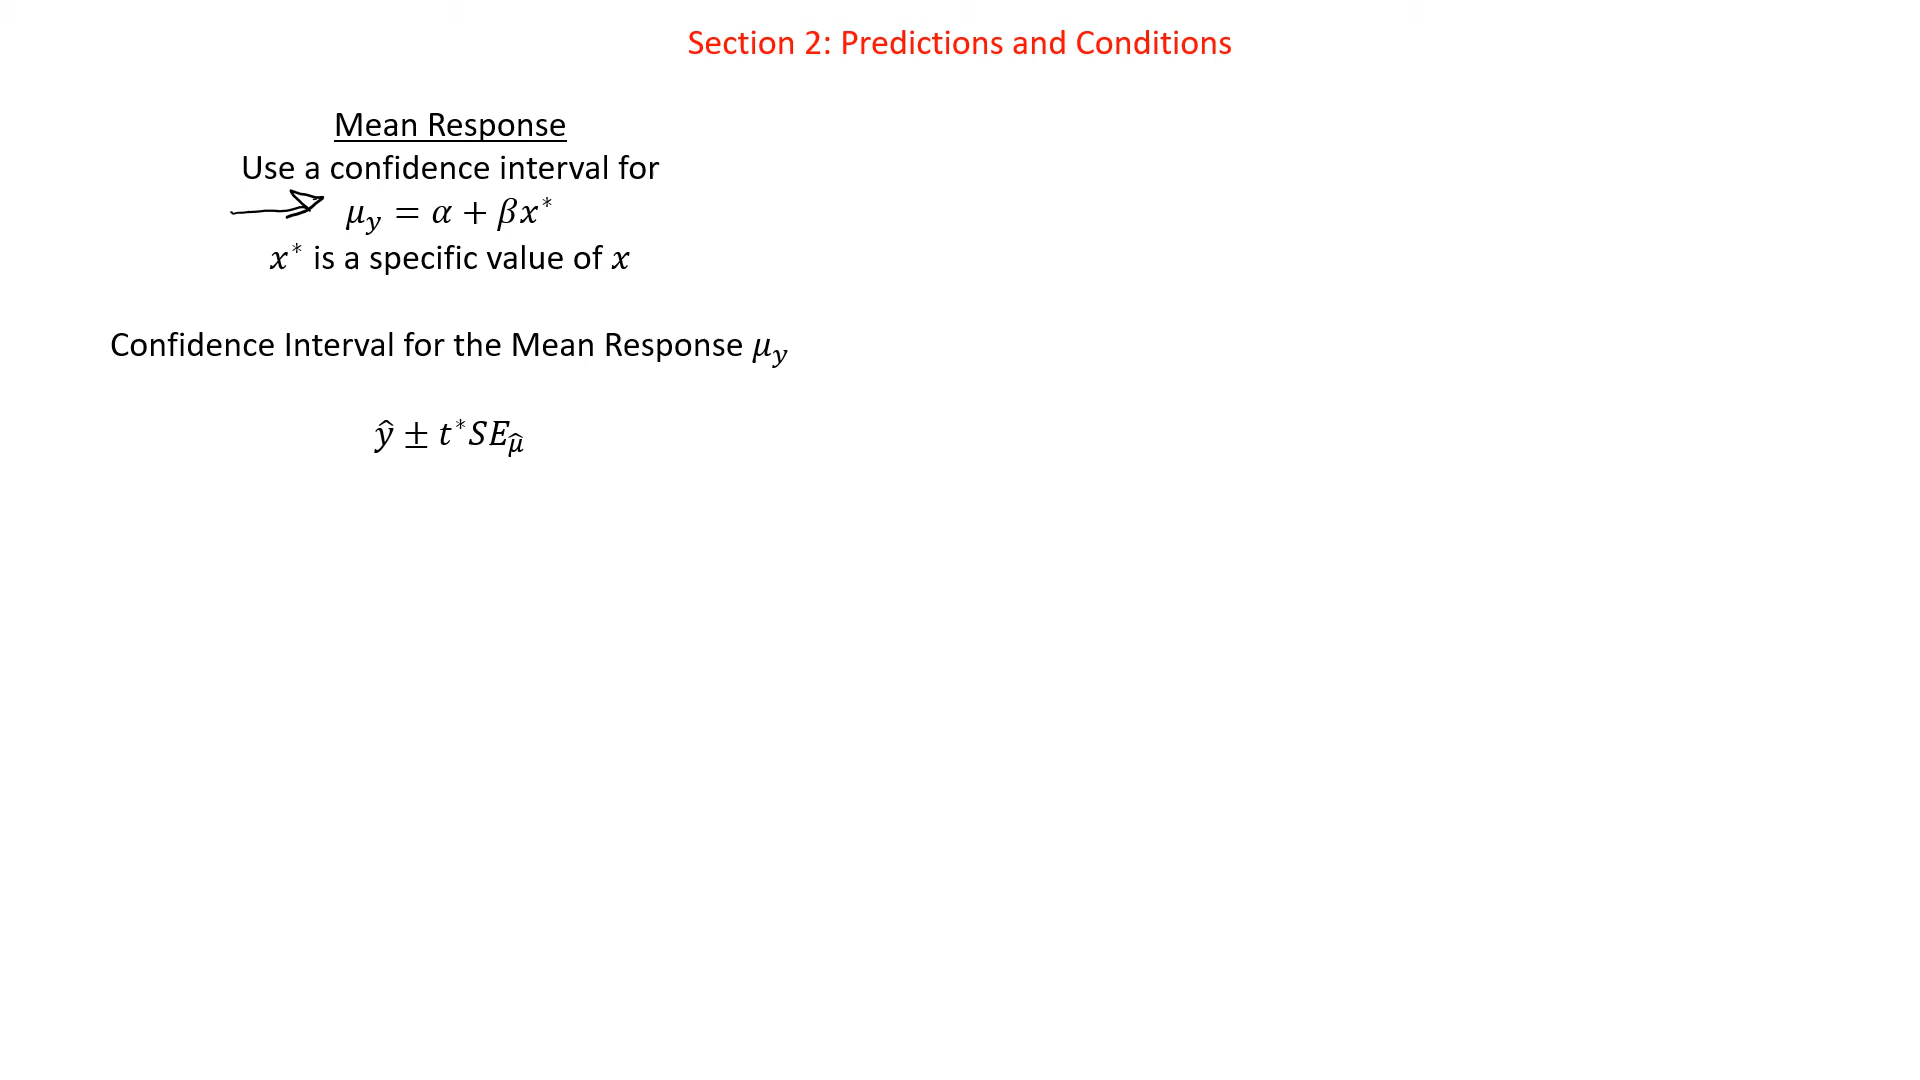 Section 2: Predictions and Conditions
Mean Response
Use a confidence interval for
μ_y = α + βx*
x* is a specific value of x
Confidence Interval for the Mean Response μ_y
ŷ ± t*SE_μ̂